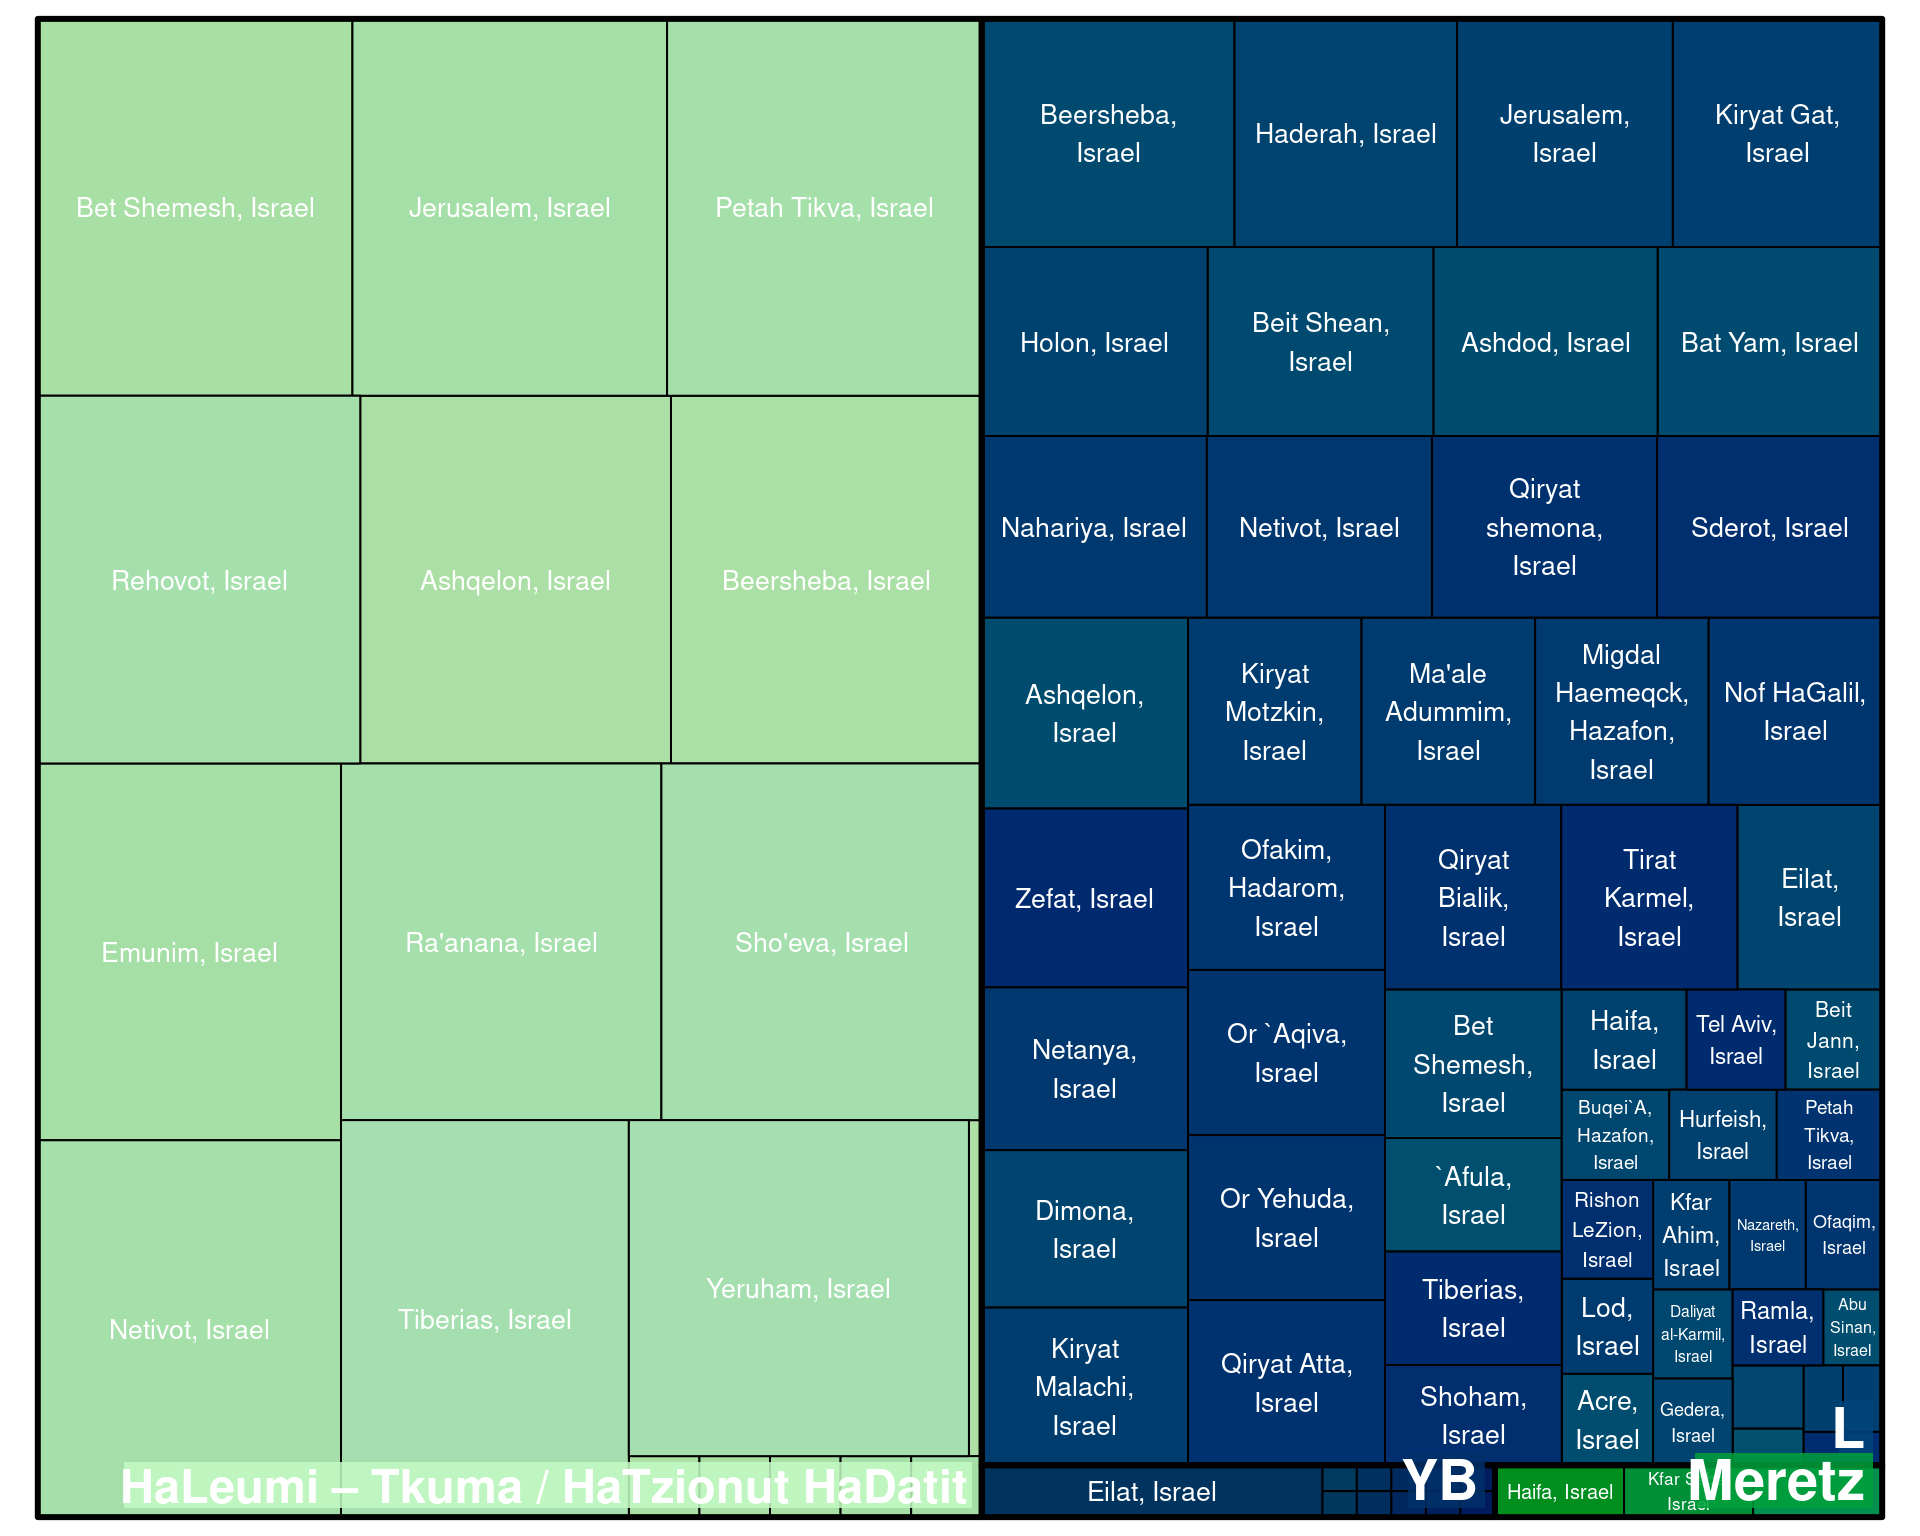 Bet Shemesh, Israel
Jerusalem, Israel
Petah Tikva, Israel
Rehovot, Israel
Ashqelon, Israel
Beersheba, Israel
Emunim, Israel
Ra'anana, Israel
Sho'eva, Israel
Netivot, Israel
Tiberias, Israel
Yeruham, Israel
HaLeumi – Tkuma / HaTzionut HaDatit
Beersheba,
Israel
Haderah, Israel
Jerusalem,
Israel
Kiryat Gat,
Israel
Holon, Israel
Beit Shean,
Israel
Ashdod, Israel
Bat Yam, Israel
Nahariya, Israel
Netivot, Israel
Qiryat
shemona,
Israel
Sderot, Israel
Ashqelon,
Israel
Kiryat
Motzkin,
Israel
Ma'ale
Adummim,
Israel
Migdal
Haemeqck,
Hazafon,
Israel
Nof HaGalil,
Israel
Zefat, Israel
Ofakim,
Hadarom,
Israel
Qiryat
Bialik,
Israel
Tirat
Karmel,
Israel
Eilat,
Israel
Netanya,
Israel
Or `Aqiva,
Israel
Bet
Shemesh,
Israel
Haifa,
Israel
Tel Aviv,
Israel
Beit
Jann,
Israel
Buqei`A,
Hazafon,
Israel
Hurfeish,
Israel
Petah
Tikva,
Israel
Dimona,
Israel
Or Yehuda,
Israel
`Afula,
Israel
Rishon
LeZion,
Israel
Kfar
Ahim,
Israel
Nazareth,
Israel
Ofaqim,
Israel
Tiberias,
Israel
Lod,
Israel
Daliyat
al-Karmil,
Israel
Ramla,
Israel
Abu
Sinan,
Israel
Kiryat
Malachi,
Israel
Qiryat Atta,
Israel
Shoham,
Israel
Acre,
Israel
Gedera,
Israel
L
Eilat, Israel
YB
Haifa, Israel
Kfar
Israel
Meretz